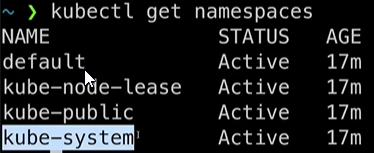 ~ ❯ kubectl get namespaces
NAME STATUS AGE
default Active 17m
kube-node-lease Active 17m
kube-public Active 17m
kube-system Active 17m